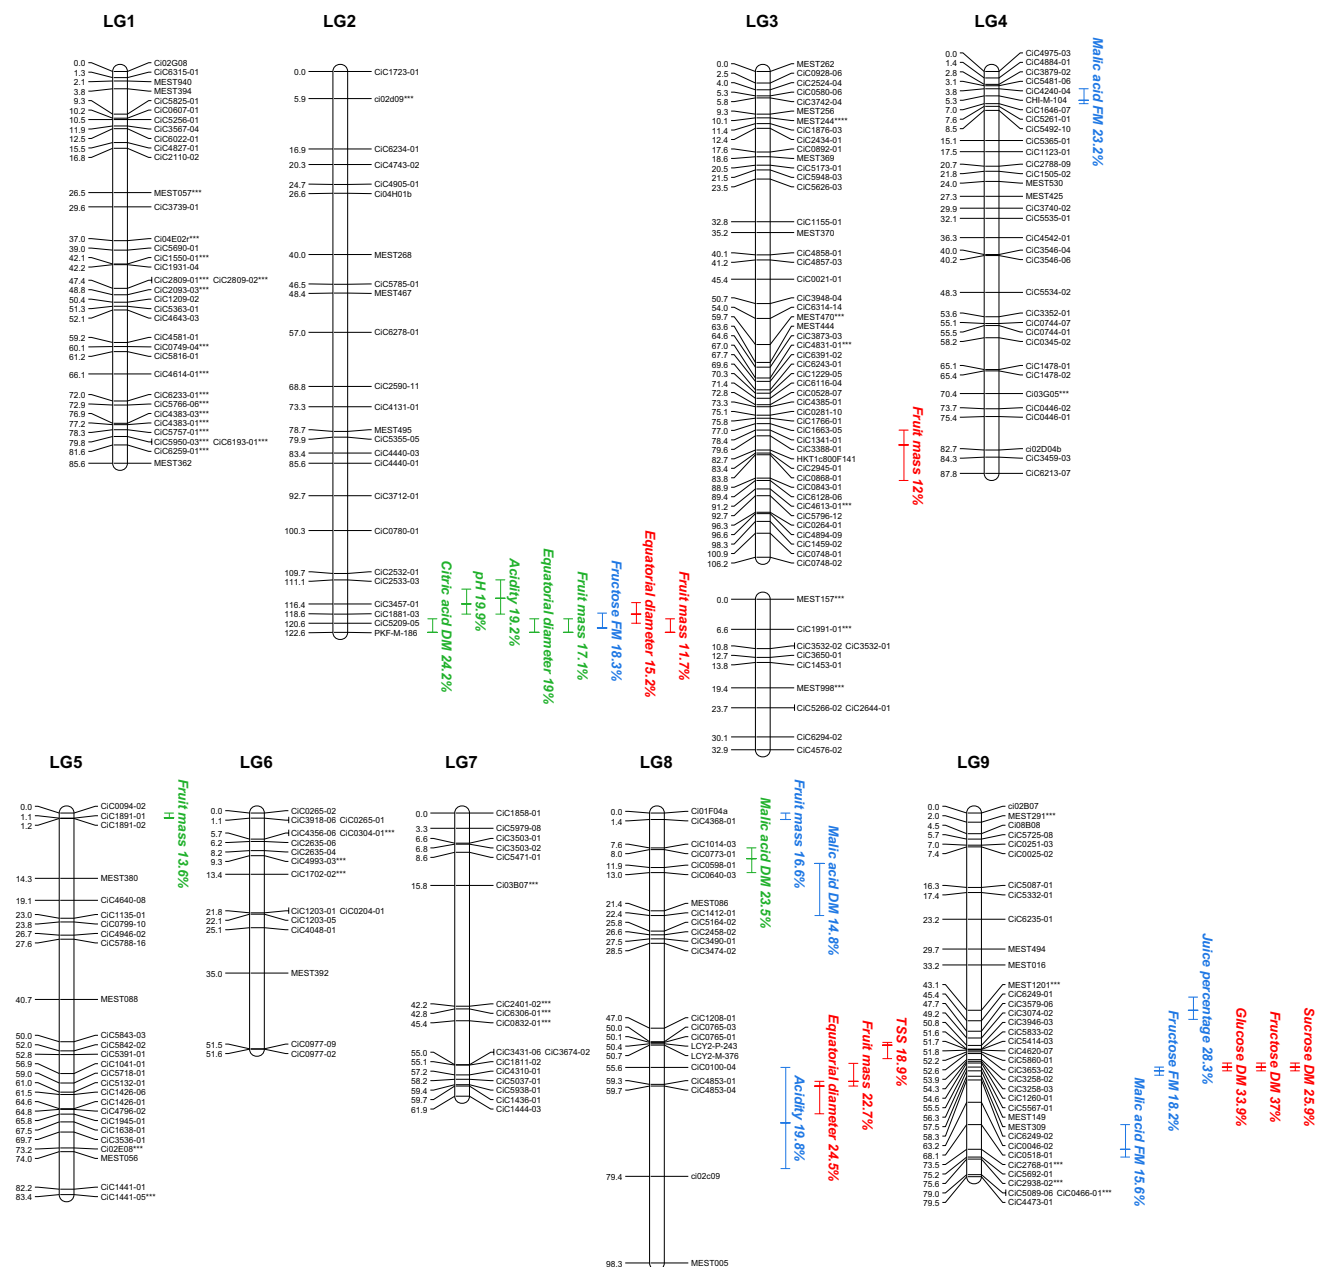 LG1
0.0 Ci02G08
1.3 CiC6315-01
2.1 MEST940
3.8 MEST394
9.3 CiC5825-01
10.2 CiC0607-01
10.5 CiC5256-01
11.9 CiC3567-04
12.5 CiC6022-01
15.5 CiC4827-01
16.8 CiC2110-02
26.5 MEST057***
29.6 CiC3739-01
37.0 Ci04E02r***
39.0 CiC5690-01
42.1 CiC1550-01***
42.2 CiC1931-04
47.4 CiC2809-01*** CiC2809-02***
48.8 CiC2093-03***
50.4 CiC1209-02
51.3 CiC5363-01
52.1 CiC4643-03
59.2 CiC4581-01
60.1 CiC0749-04***
61.2 CiC5816-01
66.1 CiC4614-01***
72.0 CiC6233-01***
72.9 CiC5766-06***
76.9 CiC4383-03***
77.2 CiC4383-01***
78.3 CiC5757-01***
79.8 CiC5950-03*** CiC6193-01***
81.6 CiC6259-01***
85.6 MEST362
LG2
0.0 CiC1723-01
5.9 ci02d09***
16.9 CiC6234-01
20.3 CiC4743-02
24.7 CiC4905-01
26.6 Ci04H01b
40.0 MEST268
46.5 CiC5785-01
48.4 MEST467
57.0 CiC6278-01
68.8 CiC2590-11
73.3 CiC4131-01
78.7 MEST495
79.9 CiC5355-05
83.4 CiC4440-03
85.6 CiC4440-01
92.7 CiC3712-01
100.3 CiC0780-01
109.7 CiC2532-01
111.1 CiC2533-03
116.4 CiC3457-01
118.6 CiC1881-03
120.6 CiC5209-05
122.6 PKF-M-186
Citric acid DM 24.2%
pH 19.9%
Acidity 19.2%
Equatorial diameter 19%
Fruit mass 17.1%
Fructose FM 18.3%
Equatorial diameter 15.2%
Fruit mass 11.7%
LG3
0.0 MEST262
2.5 CiC0928-06
4.0 CiC2524-04
5.3 CiC0580-06
5.8 CiC3742-04
9.3 MEST256
10.1 MEST244****
11.4 CiC1876-03
12.4 CiC2434-01
17.6 CiC0892-01
18.6 MEST369
20.5 CiC5173-01
21.5 CiC5948-03
23.5 CiC5626-03
32.8 CiC1155-01
35.2 MEST370
40.1 CiC4858-01
41.2 CiC4857-03
45.4 CiC0021-01
50.7 CiC3948-04
54.0 CiC6314-14
59.7 MEST470***
63.6 MEST444
64.6 CiC3873-03
67.0 CiC4831-01***
67.7 CiC6391-02
69.6 CiC6243-01
70.3 CiC1229-05
71.4 CiC6116-04
72.8 CiC0528-07
73.3 CiC4385-01
75.1 CiC0281-10
75.8 CiC1766-01
77.0 CiC1663-05
78.4 CiC1341-01
79.6 CiC3388-01
82.7 HKT1c800F141
83.4 CiC2945-01
83.8 CiC0868-01
88.9 CiC0843-01
89.4 CiC6128-06
91.2 CiC4613-01***
92.7 CiC5796-12
96.3 CiC0264-01
96.6 CiC4894-09
98.3 CiC1459-02
100.9 CiC0748-01
106.2 CiC0748-02
Fruit mass 12%
0.0 MEST157***
6.6 CiC1991-01***
10.8 CiC3532-02 CiC3532-01
12.7 CiC3650-01
13.8 CiC1453-01
19.4 MEST998***
23.7 CiC5266-02 CiC2644-01
30.1 CiC6294-02
32.9 CiC4576-02
LG4
0.0 CiC4975-03
1.4 CiC4884-01
2.8 CiC3879-02
3.1 CiC5481-06
3.8 CiC4240-04
5.3 CHI-M-104
7.0 CiC1646-07
7.6 CiC5261-01
8.5 CiC5492-10
15.1 CiC5365-01
17.5 CiC1123-01
20.7 CiC2788-09
21.8 CiC1505-02
24.0 MEST530
27.3 MEST425
29.9 CiC3740-02
32.1 CiC5535-01
36.3 CiC4542-01
40.0 CiC3546-04
40.2 CiC3546-06
48.3 CiC5534-02
53.6 CiC3352-01
55.1 CiC0744-07
55.5 CiC0744-01
58.2 CiC0345-02
65.1 CiC1478-01
65.4 CiC1478-02
70.4 Ci03G05***
73.7 CiC0446-02
75.4 CiC0446-01
82.7 ci02D04b
84.3 CiC3459-03
87.8 CiC6213-07
Malic acid FM 23.2%
LG5
0.0 CiC0094-02
1.1 CiC1891-01
1.2 CiC1891-02
14.3 MEST380
19.1 CiC4640-08
23.0 CiC1135-01
23.8 CiC0799-10
26.7 CiC4946-02
27.6 CiC5788-16
40.7 MEST088
50.0 CiC5843-03
52.0 CiC5842-02
52.8 CiC5391-01
56.9 CiC1041-01
59.0 CiC5718-01
61.0 CiC5132-01
61.5 CiC1426-06
64.6 CiC1426-01
64.8 CiC4796-02
65.8 CiC1945-01
67.5 CiC1638-01
69.7 CiC3536-01
73.2 Ci02E08***
74.0 MEST056
82.2 CiC1441-01
83.4 CiC1441-05***
Fruit mass 13.6%
LG6
0.0 CiC0265-02
1.1 CiC3918-06 CiC0265-01
5.7 CiC4356-06 CiC0304-01***
6.2 CiC2635-06
8.2 CiC2635-04
9.3 CiC4993-03***
13.4 CiC1702-02***
21.8 CiC1203-01 CiC0204-01
22.1 CiC1203-05
25.1 CiC4048-01
35.0 MEST392
51.5 CiC0977-09
51.6 CiC0977-02
LG7
0.0 CiC1858-01
3.3 CiC5979-08
6.6 CiC3503-01
6.8 CiC3503-02
8.6 CiC5471-01
15.8 Ci03B07***
42.2 CiC2401-02***
42.8 CiC6306-01***
45.4 CiC0832-01***
55.0 CiC3431-06 CiC3674-02
55.1 CiC1811-02
57.2 CiC4310-01
58.2 CiC5037-01
59.4 CiC5938-01
59.7 CiC1436-01
61.9 CiC1444-03
LG8
0.0 Ci01F04a
1.4 CiC4368-01
7.6 CiC1014-03
8.0 CiC0773-01
11.9 CiC0598-01
13.0 CiC0640-03
21.4 MEST086
22.4 CiC1412-01
25.8 CiC5164-02
26.6 CiC2458-02
27.5 CiC3490-01
28.5 CiC3474-02
47.0 CiC1208-01
50.0 CiC0765-03
50.1 CiC0765-01
50.4 LCY2-P-243
50.7 LCY2-M-376
55.6 CiC0100-04
59.3 CiC4853-01
59.7 CiC4853-04
79.4 ci02c09
98.3 MEST005
Malic acid DM 23.5%
Fruit mass 16.6%
Malic acid DM 14.8%
Acidity 19.8%
Equatorial diameter 24.5%
Fruit mass 22.7%
TSS 18.9%
LG9
0.0 ci02B07
2.0 MEST291***
4.5 Ci08B08
5.7 CiC5725-08
7.0 CiC0251-03
7.4 CiC0025-02
16.3 CiC5087-01
17.4 CiC5332-01
23.2 CiC6235-01
29.7 MEST494
33.2 MEST016
43.1 MEST1201***
45.4 CiC6249-01
47.7 CiC3579-06
49.2 CiC3074-02
50.8 CiC3946-03
51.6 CiC5833-02
51.7 CiC5414-03
51.8 CiC4620-07
52.2 CiC5860-01
52.6 CiC3653-02
53.9 CiC3258-02
54.3 CiC3258-03
54.6 CiC1260-01
55.5 CiC5567-01
56.3 MEST149
57.5 MEST309
58.3 CiC6249-02
63.2 CiC0046-02
68.1 CiC0518-01
73.5 CiC2768-01***
75.2 CiC5692-01
75.6 CiC2938-02***
79.0 CiC5089-06 CiC0466-01***
79.5 CiC4473-01
Malic acid FM 15.6%
Fructose FM 18.2%
Juice percentage 28.3%
Glucose DM 33.9%
Fructose DM 37%
Sucrose DM 25.9%